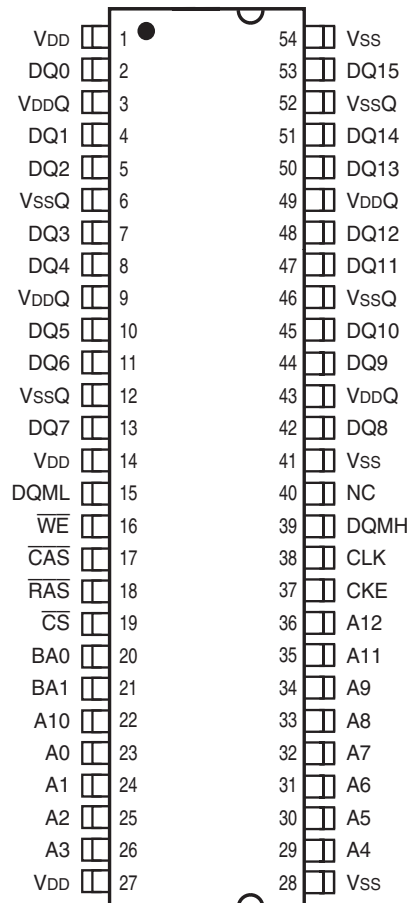 VDD 1 54 VSS
DQ0 2 53 DQ15
VDDQ 3 52 VSSQ
DQ1 4 51 DQ14
DQ2 5 50 DQ13
VSSQ 6 49 VDDQ
DQ3 7 48 DQ12
DQ4 8 47 DQ11
VDDQ 9 46 VSSQ
DQ5 10 45 DQ10
DQ6 11 44 DQ9
VSSQ 12 43 VDDQ
DQ7 13 42 DQ8
VDD 14 41 VSS
DQML 15 40 NC
W̅E̅ 16 39 DQMH
C̅A̅S̅ 17 38 CLK
R̅A̅S̅ 18 37 CKE
C̅S̅ 19 36 A12
BA0 20 35 A11
BA1 21 34 A9
A10 22 33 A8
A0 23 32 A7
A1 24 31 A6
A2 25 30 A5
A3 26 29 A4
VDD 27 28 VSS